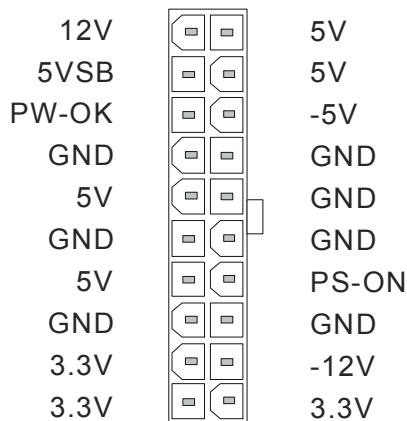 12V 5V
5VSB 5V
PW-OK -5V
GND GND
5V GND
GND GND
5V PS-ON
GND GND
3.3V -12V
3.3V 3.3V